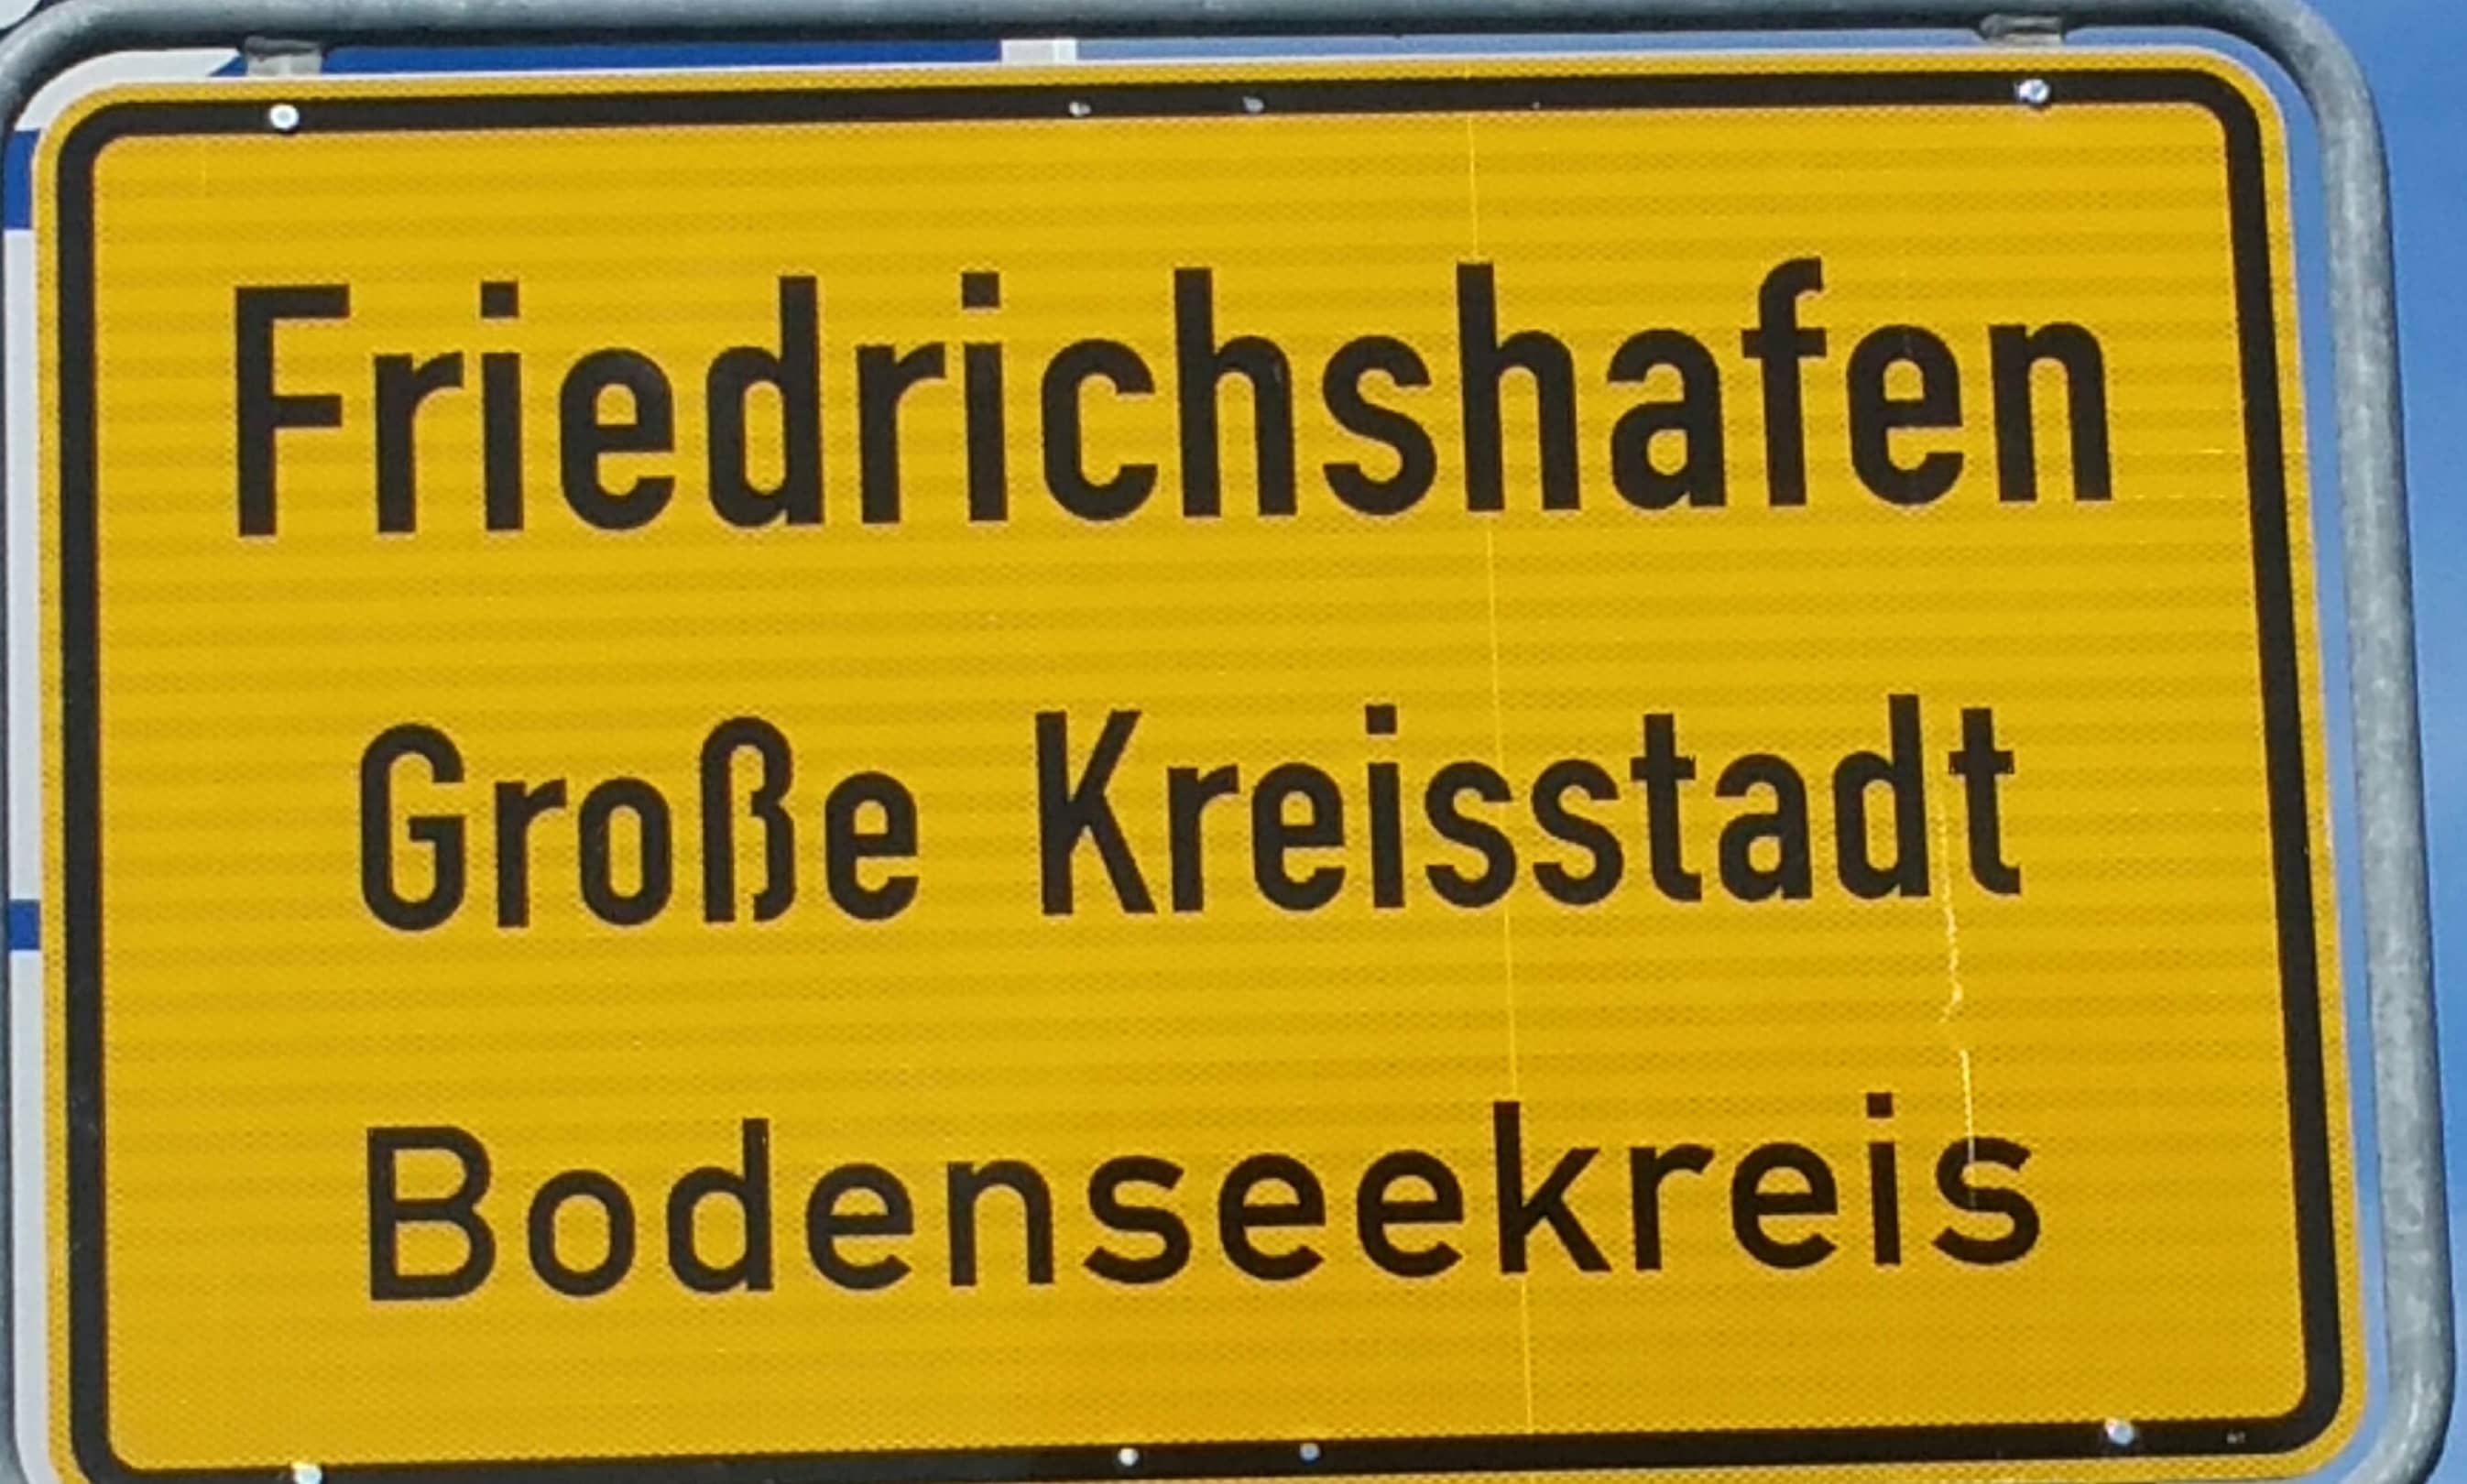 Friedrichshafen
Große Kreisstadt
Bodenseekreis